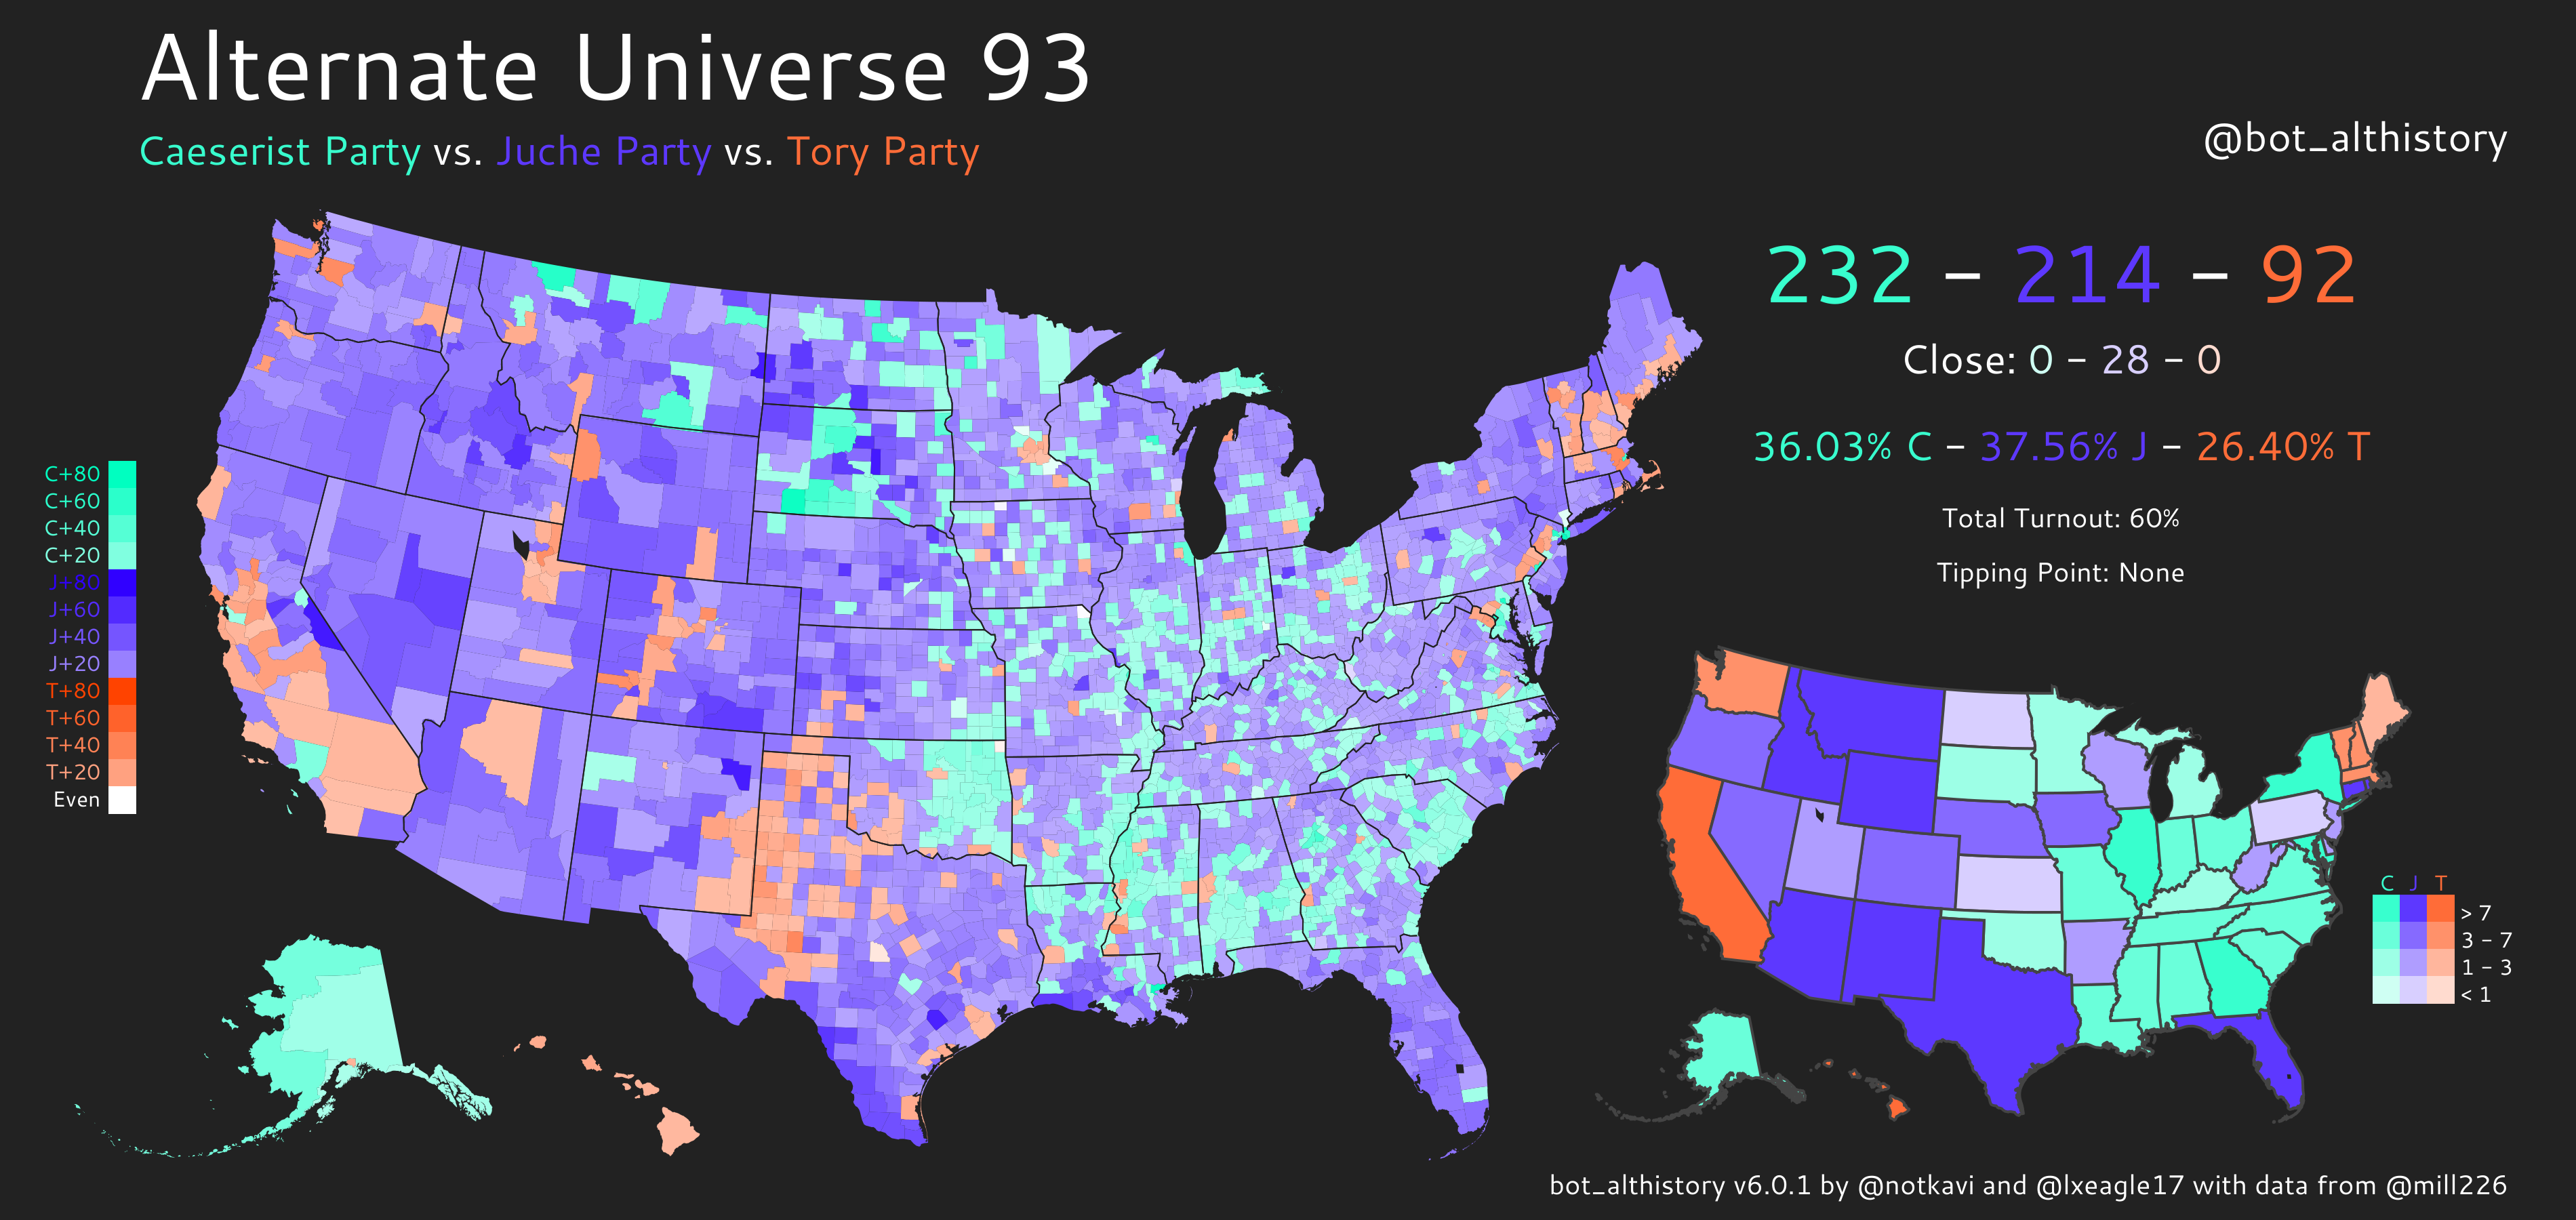 Alternate Universe 93
Caeserist Party vs. Juche Party vs. Tory Party
@bot_althistory
232 – 214 – 92
Close: 0 – 28 – 0
36.03% C – 37.56% J – 26.40% T
Total Turnout: 60%
Tipping Point: None
C+80
C+60
C+40
C+20
J+80
J+60
J+40
J+20
T+80
T+60
T+40
T+20
Even
C J T
> 7
3 – 7
1 – 3
< 1
bot_althistory v6.0.1 by @notkavi and @lxeagle17 with data from @mill226